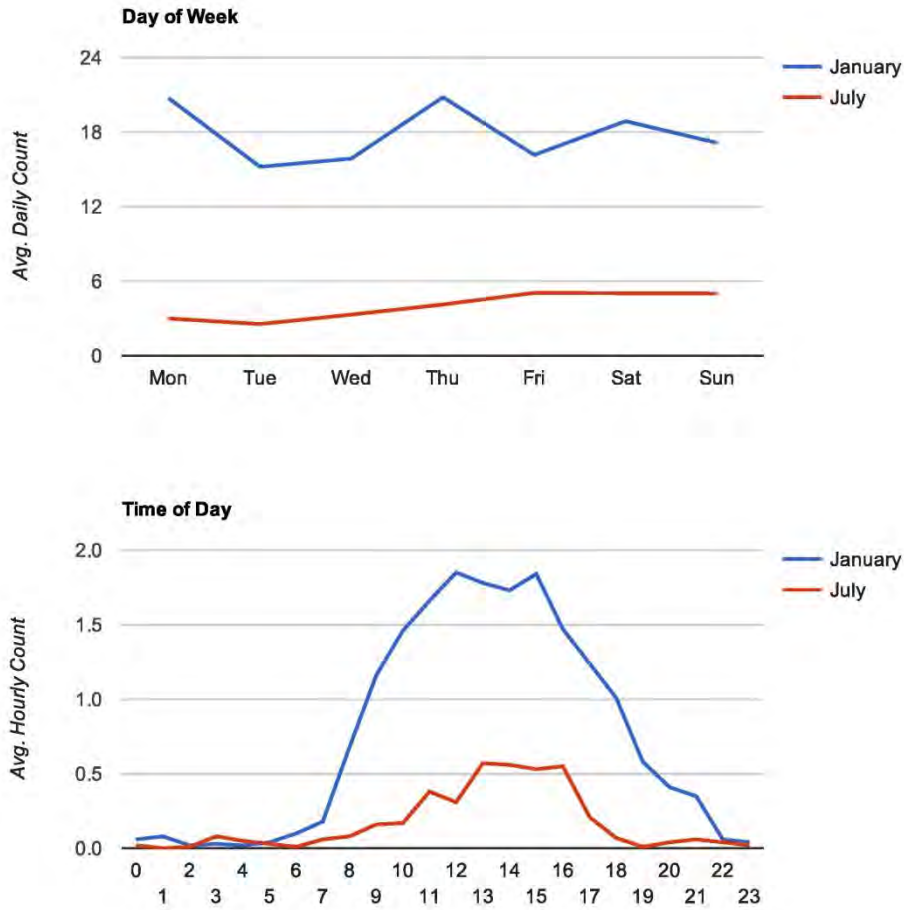 Day of Week
24
18
12
6
0
Avg. Daily Count
Mon Tue Wed Thu Fri Sat Sun
January
July
Time of Day
2.0
1.5
1.0
0.5
0.0
Avg. Hourly Count
0 2 4 6 8 10 12 14 16 18 20 22
1 3 5 7 9 11 13 15 17 19 21 23
January
July